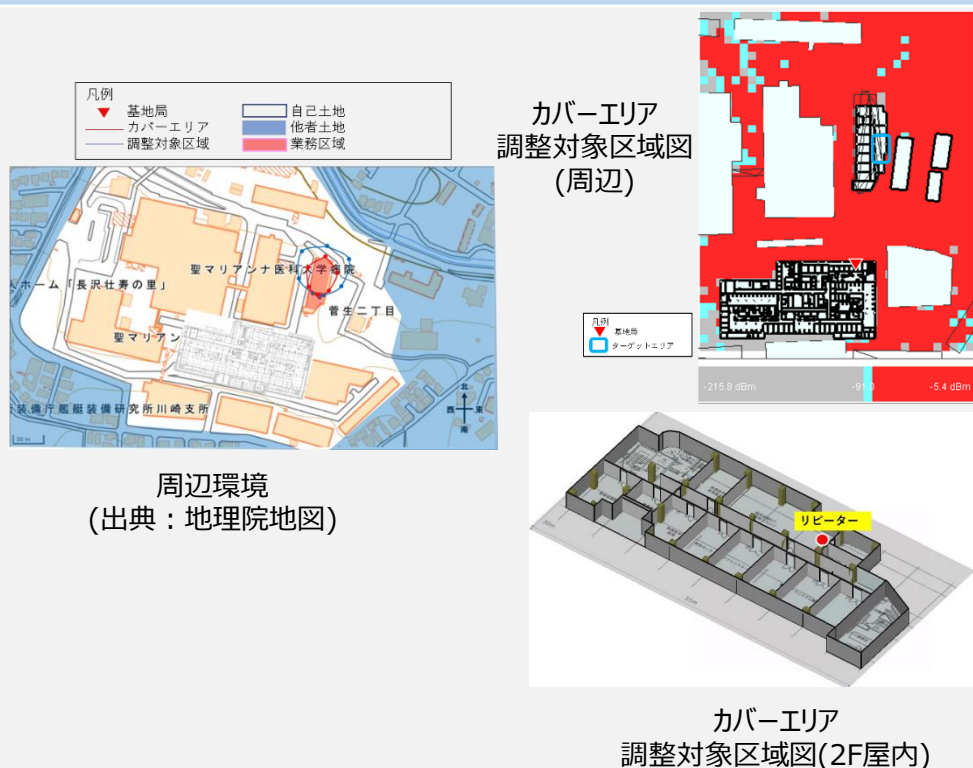 凡例
基地局
カバーエリア
調整対象区域
自己土地
他者土地
業務区域
聖マリアンナ医科大学病院
人ホーム「長沢壮寿の里」
菅生二丁目
聖マリアン
装備庁艦艇装備研究所川崎支所
北
西 東
南
30 m
周辺環境
(出典：地理院地図)
カバーエリア
調整対象区域図
(周辺)
凡例
基地局
ターゲットエリア
-215.8 dBm
-91.0
-5.4 dBm
リピーター
カバーエリア
調整対象区域図(2F屋内)